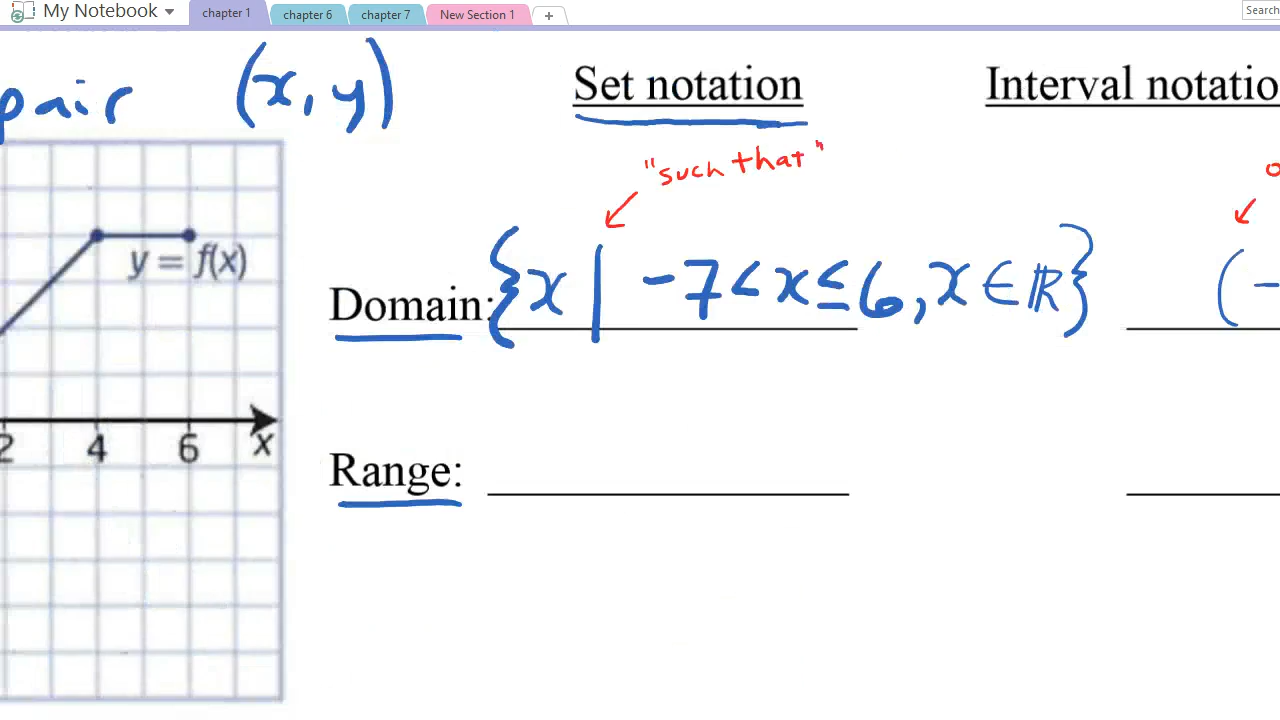 My Notebook
chapter 1
chapter 6
chapter 7
New Section 1
Search
pair (x, y)
Set notation
Interval notatio
"such that"
y = f(x)
Domain: {x | -7 < x ≤ 6, x ∈ ℝ}
(-
2 4 6 x
Range: